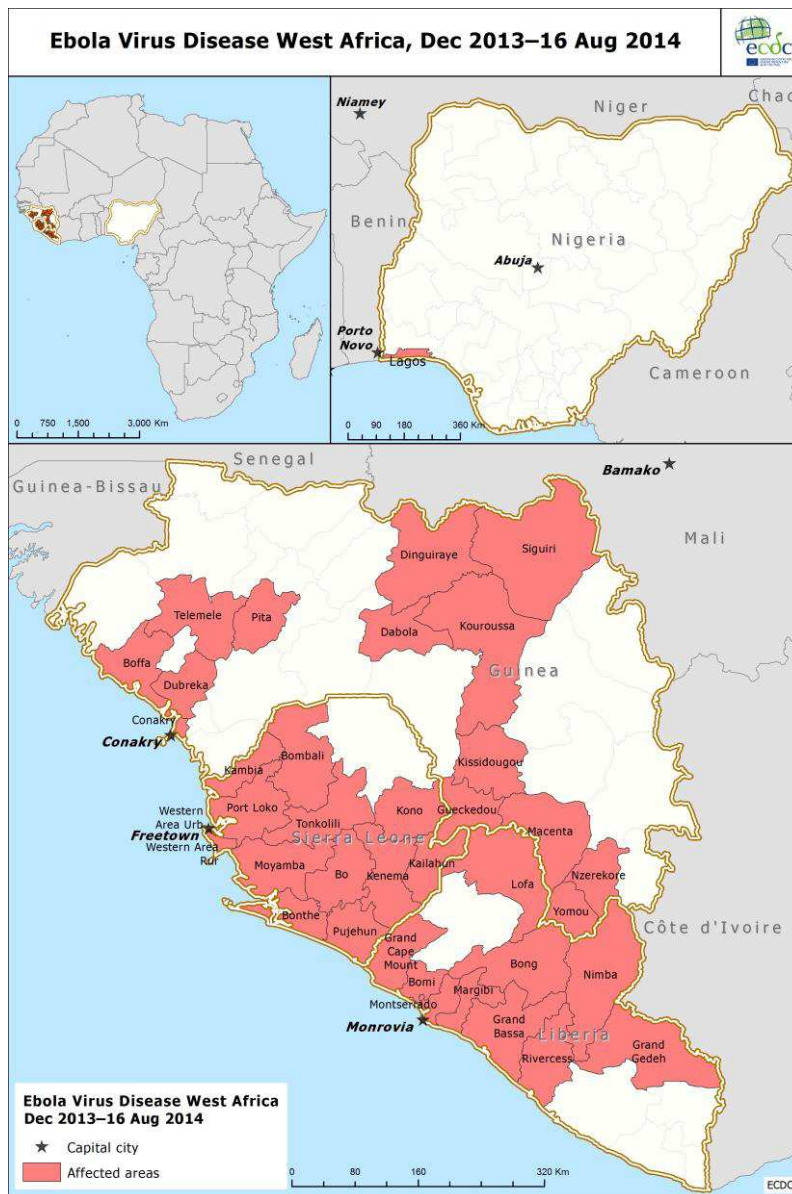 Ebola Virus Disease West Africa, Dec 2013–16 Aug 2014
ecdc
0 750 1,500 3,000 Km
Niamey
Niger
Chad
Benin
Nigeria
Abuja
Porto
Novo
Lagos
Cameroon
0 90 180 360 Km
Senegal
Bamako
Guinea-Bissau
Mali
Dinguiraye
Siguiri
Telemele
Pita
Dabola
Kouroussa
Boffa
Guinea
Dubreka
Conakry
Conakry
Kissidougou
Bombali
Kambia
Port Loko
Kono
Gueckedou
Western
Area Urb
Tonkolili
Freetown
Sierra Leone
Macenta
Western Area
Rur
Moyamba
Bo
Kenema
Kailahun
Nzerekore
Lofa
Yomou
Bonthe
Pujehun
Côte d'Ivoire
Grand
Cape
Mount
Bong
Nimba
Bomi
Margibi
Montserrado
Monrovia
Grand
Bassa
Liberia
Rivercess
Grand
Gedeh
Ebola Virus Disease West Africa
Dec 2013–16 Aug 2014
Capital city
Affected areas
0 80 160 320 Km
ECDC